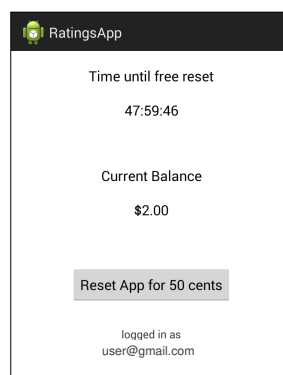 RatingsApp
Time until free reset
47:59:46
Current Balance
$2.00
Reset App for 50 cents
logged in as
user@gmail.com